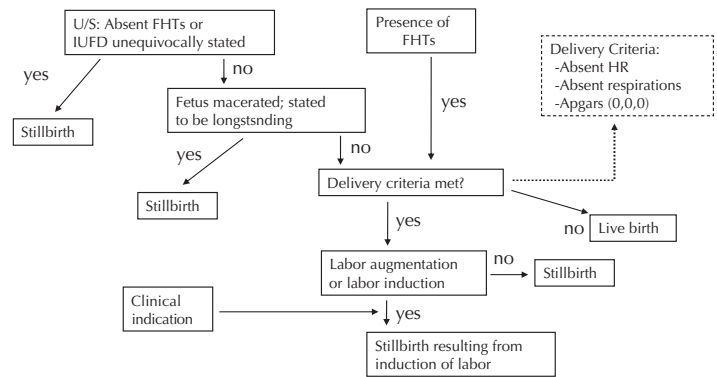 U/S: Absent FHTs or
IUFD unequivocally stated
Presence of
FHTs
Delivery Criteria:
-Absent HR
-Absent respirations
-Apgars (0,0,0)
yes
no
yes
Stillbirth
Fetus macerated; stated
to be longstsnding
yes
no
Stillbirth
Delivery criteria met?
yes
no
Live birth
Labor augmentation
or labor induction
no
Stillbirth
Clinical
indication
yes
Stillbirth resulting from
induction of labor